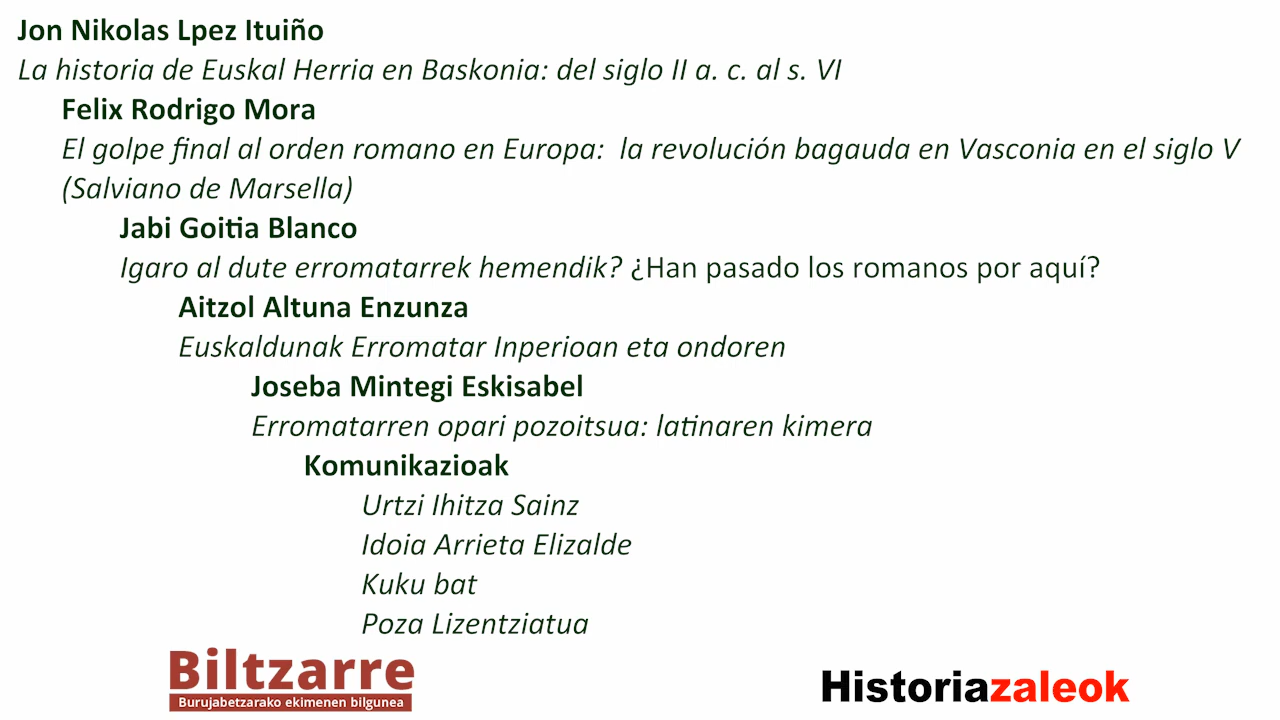 Jon Nikolas Lpez Ituiño
La historia de Euskal Herria en Baskonia: del siglo II a. c. al s. VI
Felix Rodrigo Mora
El golpe final al orden romano en Europa: la revolución bagauda en Vasconia en el siglo V
(Salviano de Marsella)
Jabi Goitia Blanco
Igaro al dute erromatarrek hemendik? ¿Han pasado los romanos por aquí?
Aitzol Altuna Enzunza
Euskaldunak Erromatar Inperioan eta ondoren
Joseba Mintegi Eskisabel
Erromatarren opari pozoitsua: latinaren kimera
Komunikazioak
Urtzi Ihitza Sainz
Idoia Arrieta Elizalde
Kuku bat
Poza Lizentziatua
Biltzarre
Burujabetzarako ekimenen bilgunea
Historiazaleok